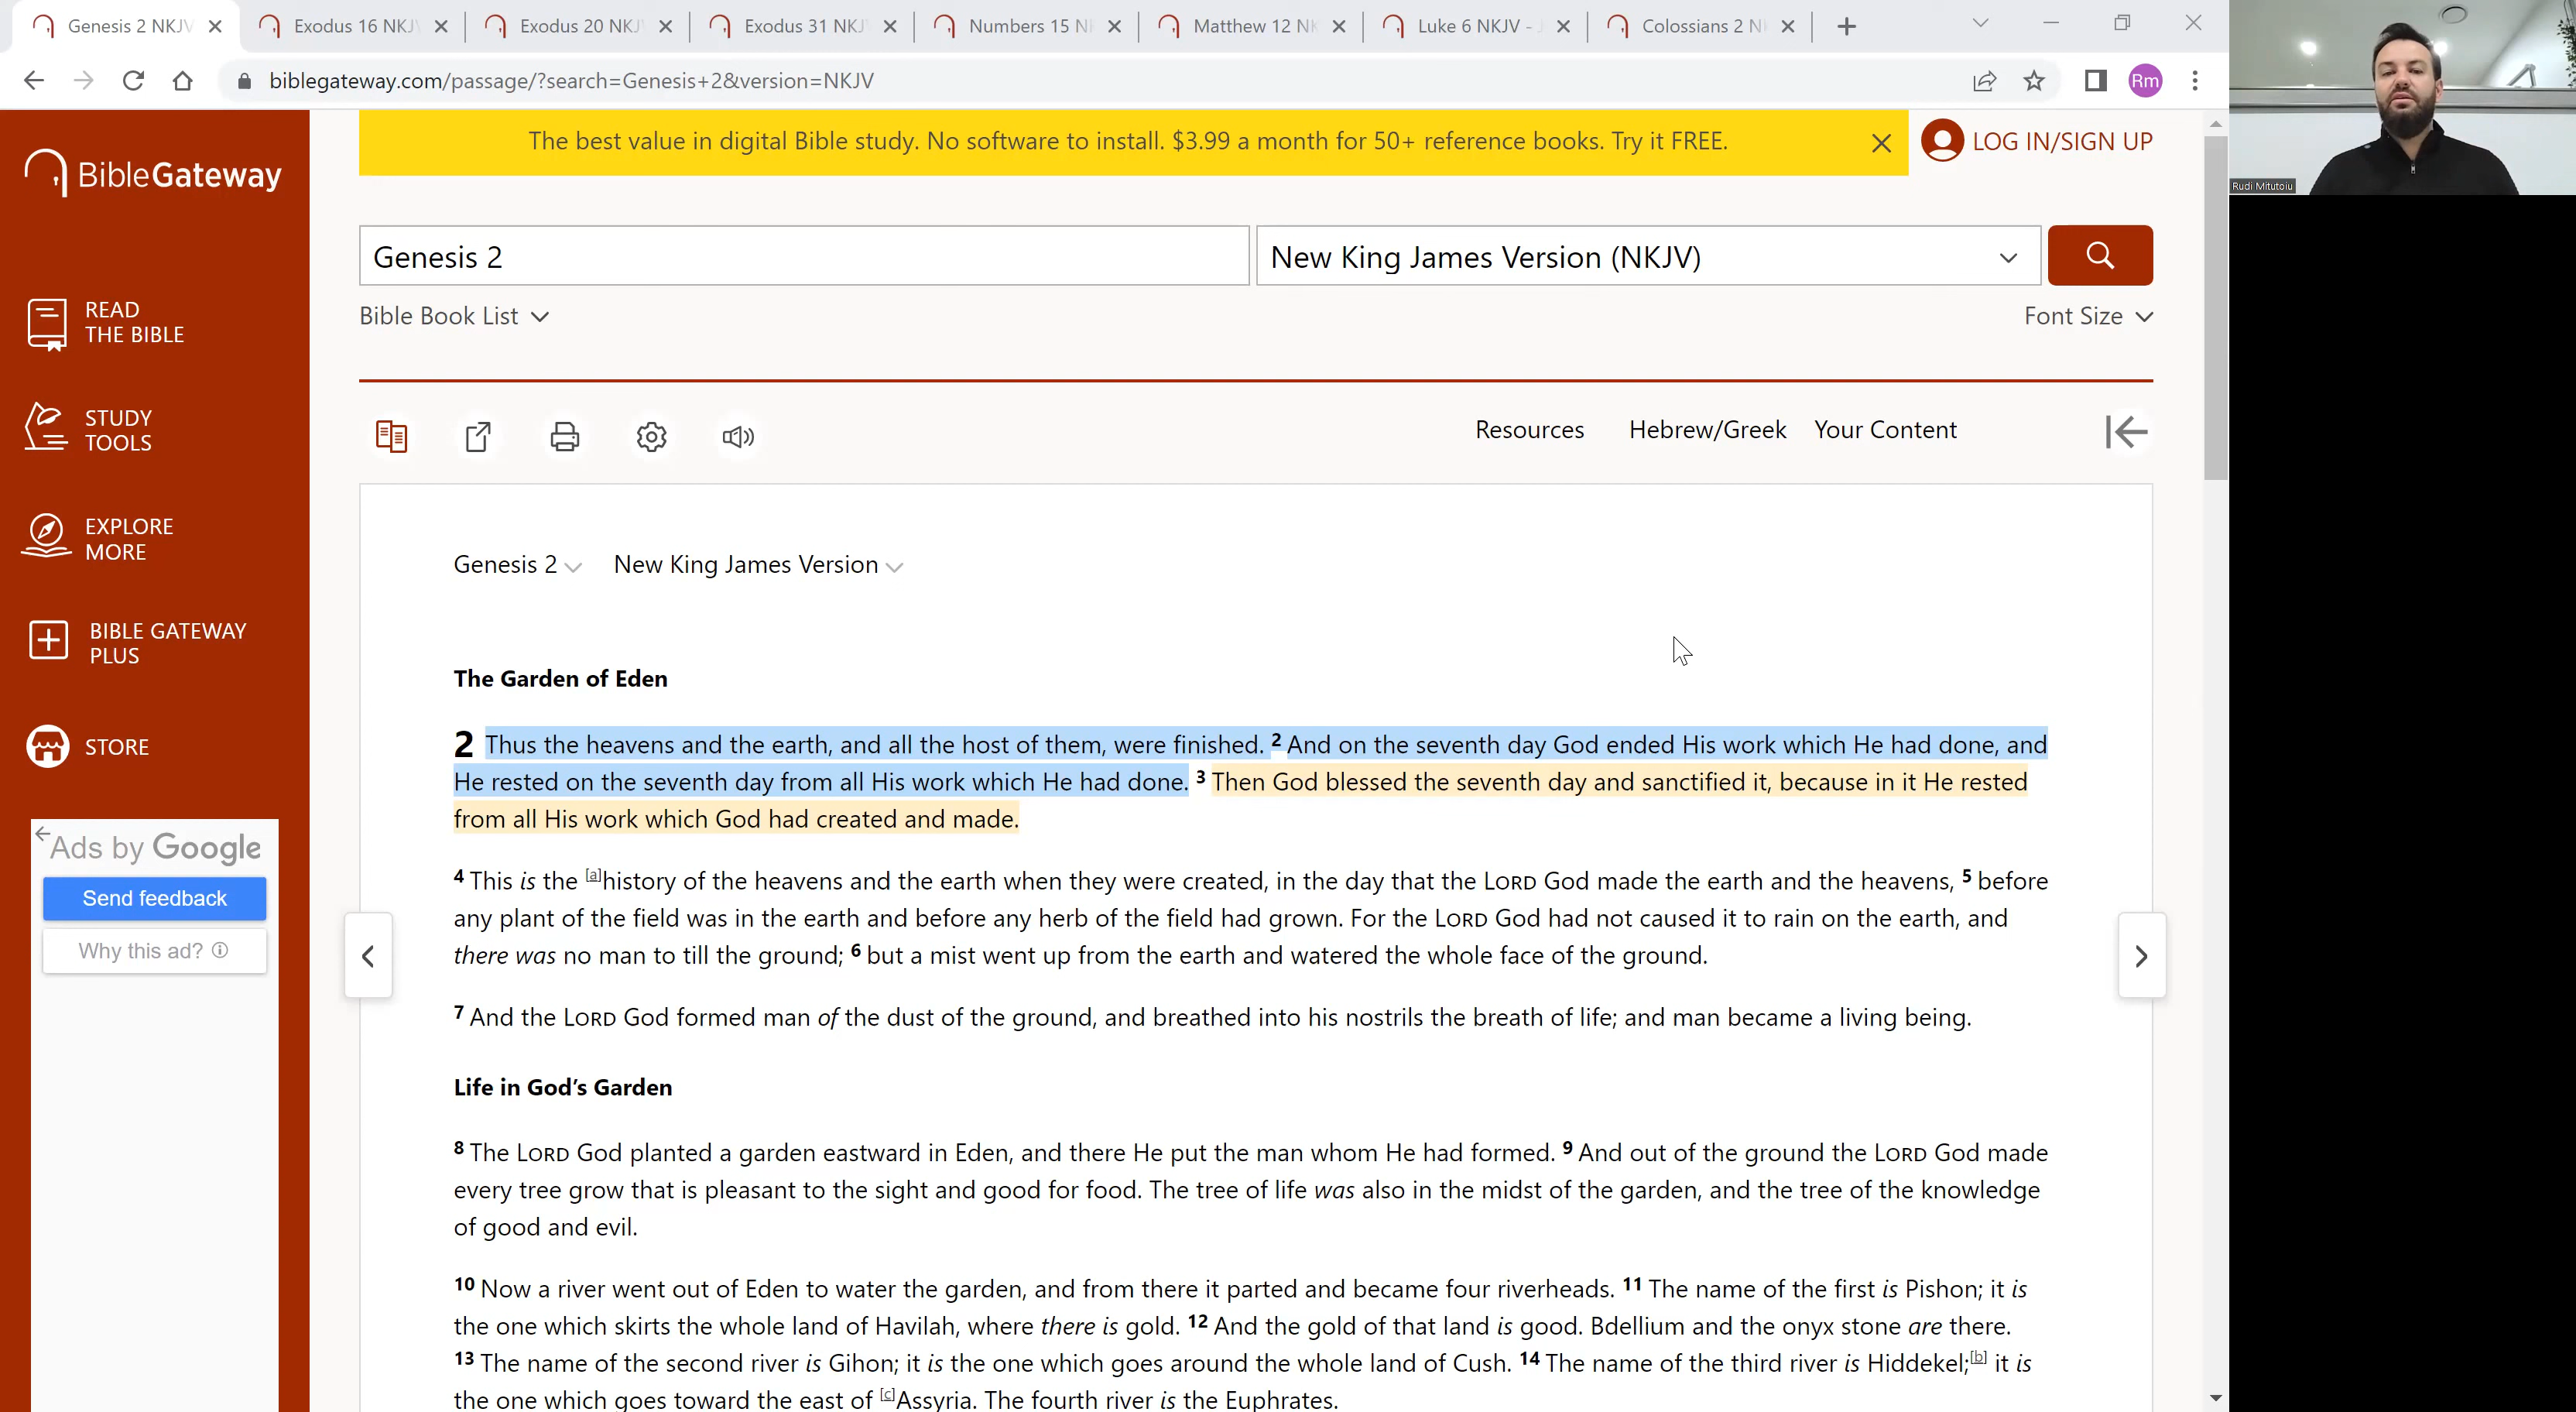 Genesis 2 NKJV
Exodus 16 NKJ
Exodus 20 NKJ
Exodus 31 NKJ
Numbers 15 N
Matthew 12 NK
Luke 6 NKJV -
Colossians 2 N
biblegateway.com/passage/?search=Genesis+2&version=NKJV
Rm
Rudi Mitutoiu
The best value in digital Bible study. No software to install. $3.99 a month for 50+ reference books. Try it FREE.
LOG IN/SIGN UP
BibleGateway
Genesis 2
New King James Version (NKJV)
Bible Book List
Font Size
READ
THE BIBLE
STUDY
TOOLS
EXPLORE
MORE
BIBLE GATEWAY
PLUS
STORE
Ads by Google
Send feedback
Why this ad?
Resources
Hebrew/Greek
Your Content
Genesis 2
New King James Version
The Garden of Eden
2 Thus the heavens and the earth, and all the host of them, were finished. 2 And on the seventh day God ended His work which He had done, and
He rested on the seventh day from all His work which He had done. 3 Then God blessed the seventh day and sanctified it, because in it He rested
from all His work which God had created and made.
4 This is the [a]history of the heavens and the earth when they were created, in the day that the LORD God made the earth and the heavens, 5 before
any plant of the field was in the earth and before any herb of the field had grown. For the LORD God had not caused it to rain on the earth, and
there was no man to till the ground; 6 but a mist went up from the earth and watered the whole face of the ground.
7 And the LORD God formed man of the dust of the ground, and breathed into his nostrils the breath of life; and man became a living being.
Life in God's Garden
8 The LORD God planted a garden eastward in Eden, and there He put the man whom He had formed. 9 And out of the ground the LORD God made
every tree grow that is pleasant to the sight and good for food. The tree of life was also in the midst of the garden, and the tree of the knowledge
of good and evil.
10 Now a river went out of Eden to water the garden, and from there it parted and became four riverheads. 11 The name of the first is Pishon; it is
the one which skirts the whole land of Havilah, where there is gold. 12 And the gold of that land is good. Bdellium and the onyx stone are there.
13 The name of the second river is Gihon; it is the one which goes around the whole land of Cush. 14 The name of the third river is Hiddekel;[b] it is
the one which goes toward the east of [c]Assyria. The fourth river is the Euphrates.